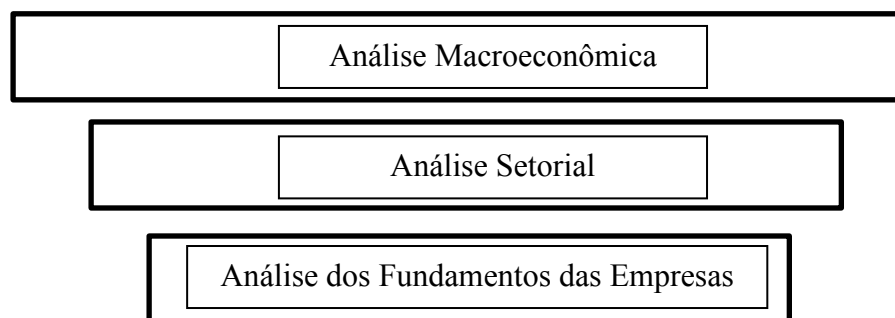 Análise Macroeconômica
Análise Setorial
Análise dos Fundamentos das Empresas